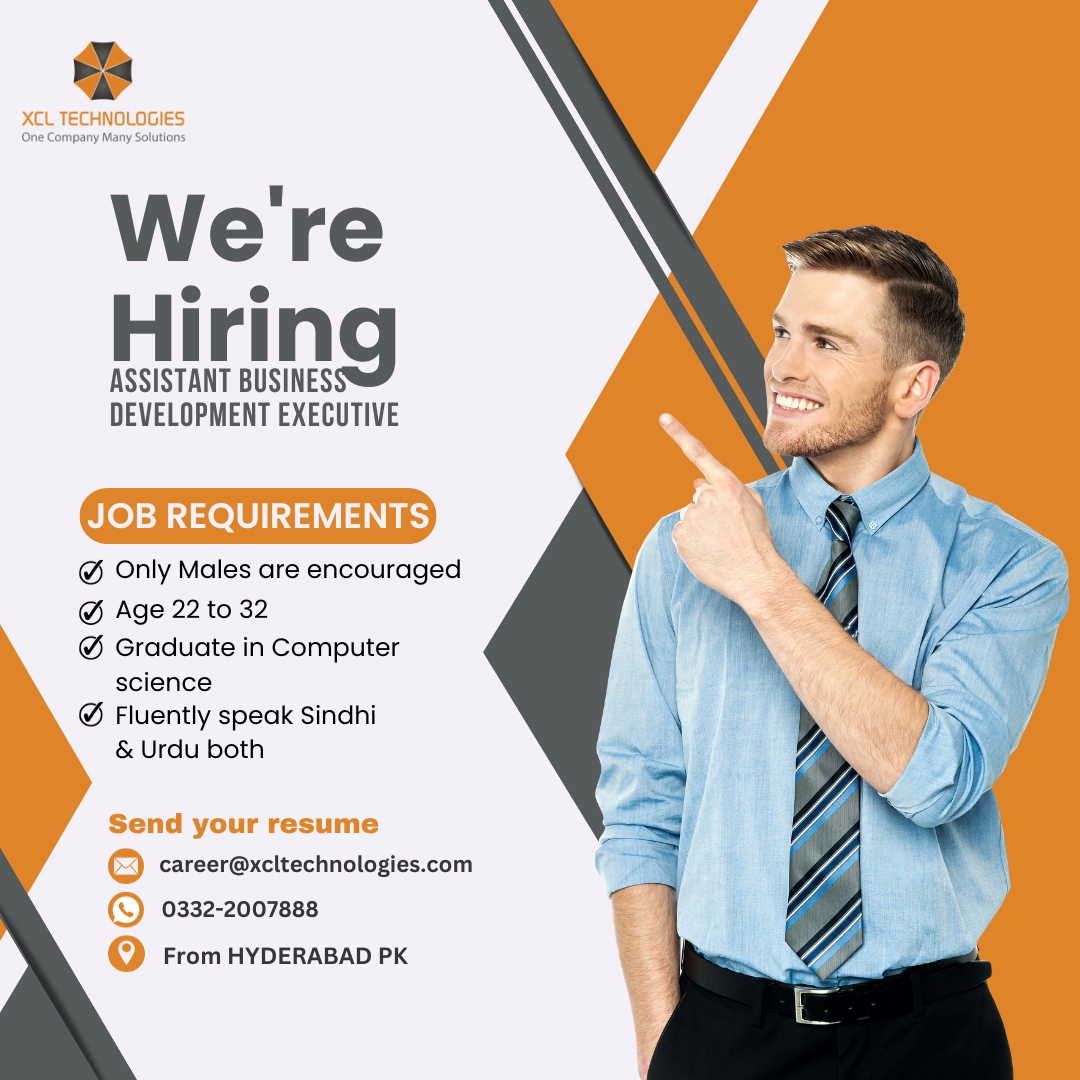 XCL TECHNOLOGIES
One Company Many Solutions
We're
Hiring
ASSISTANT BUSINESS
DEVELOPMENT EXECUTIVE
JOB REQUIREMENTS
Only Males are encouraged
Age 22 to 32
Graduate in Computer
science
Fluently speak Sindhi
& Urdu both
Send your resume
career@xcltechnologies.com
0332-2007888
From HYDERABAD PK